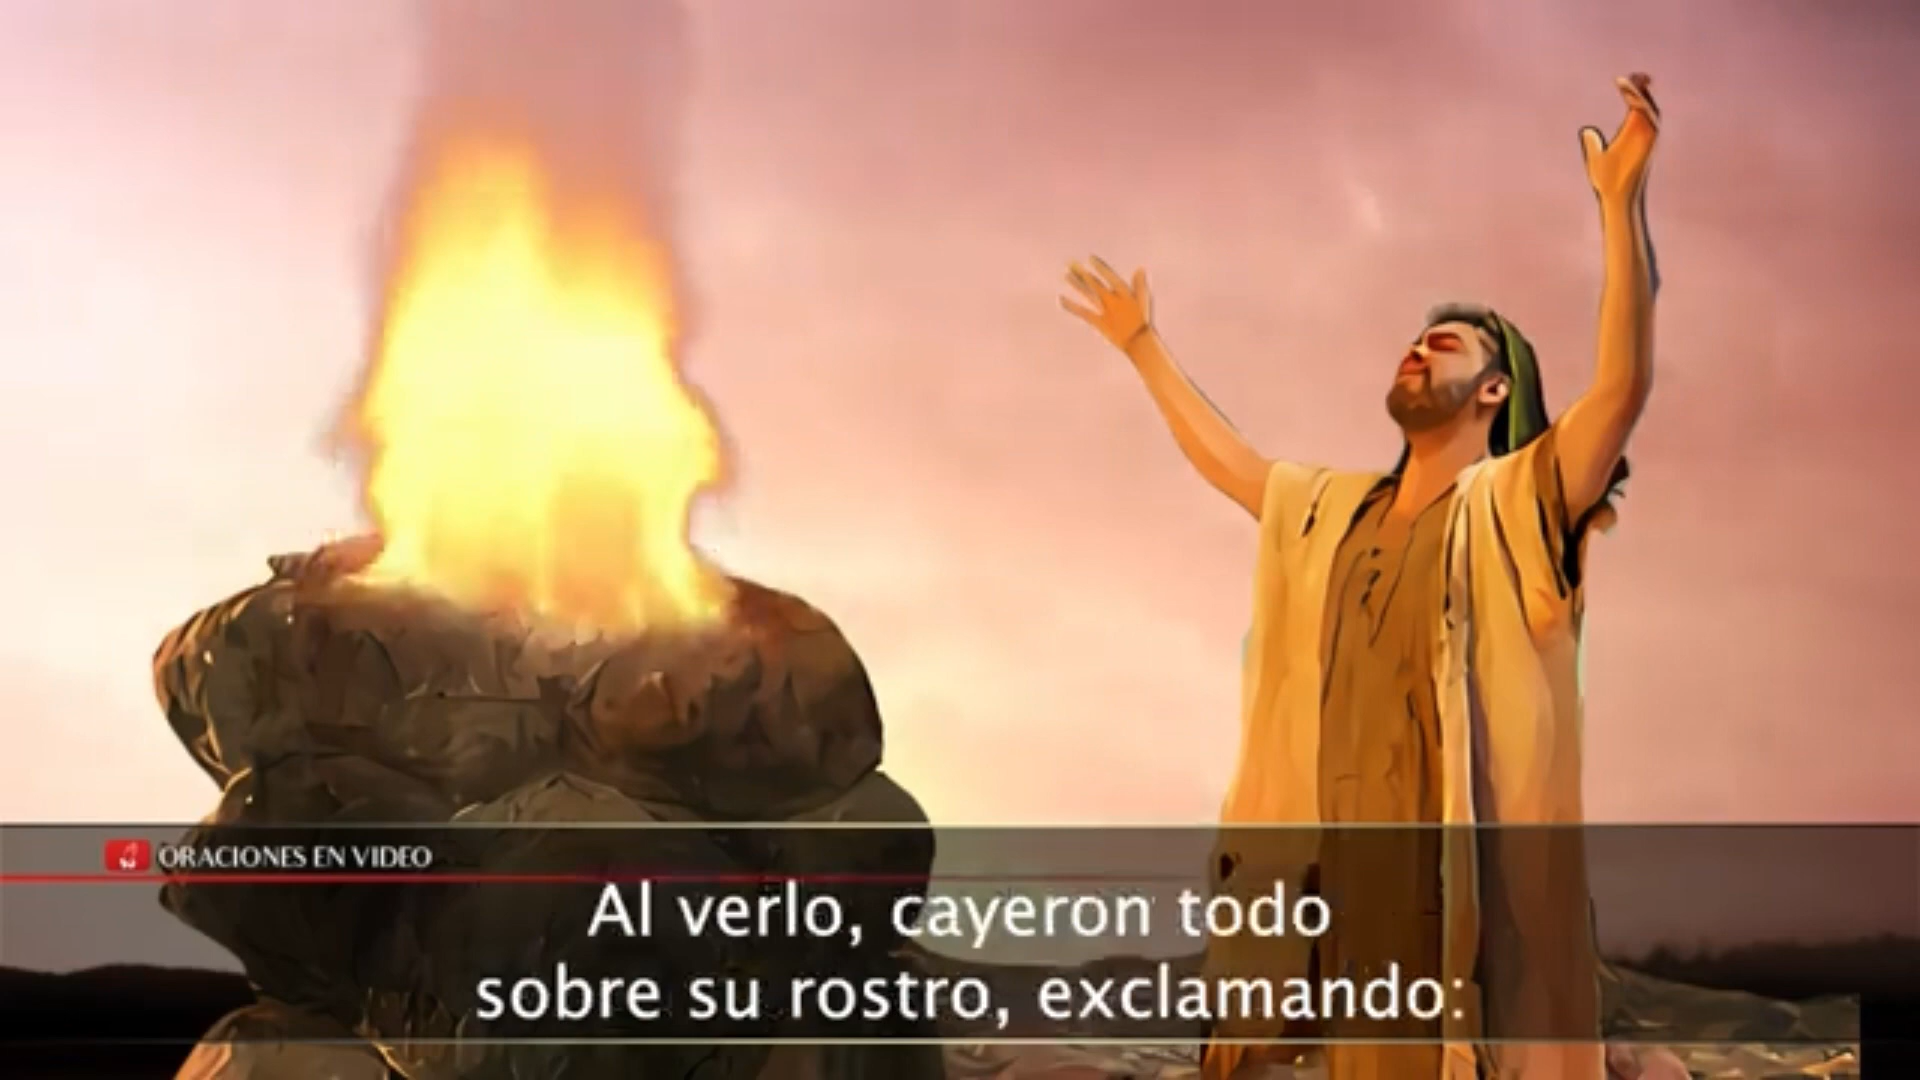 ORACIONES EN VIDEO
Al verlo, cayeron todo
sobre su rostro, exclamando: